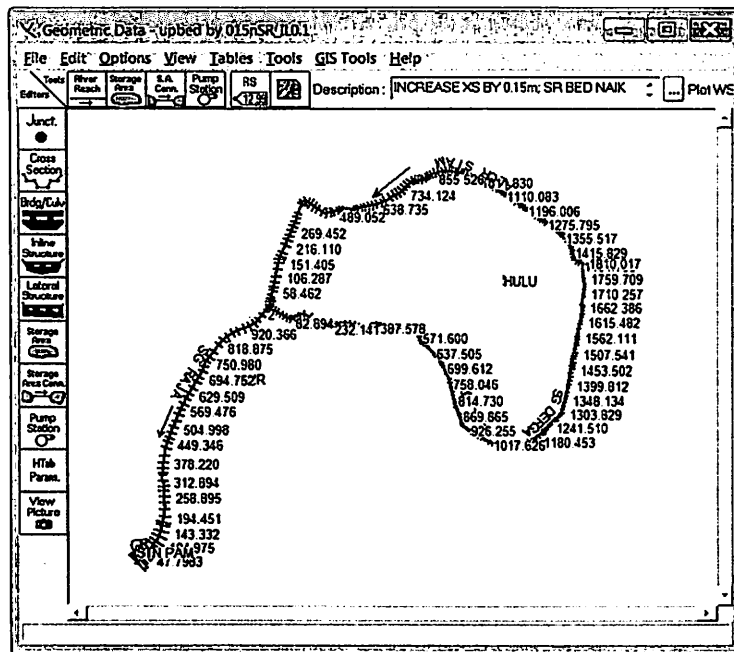 Geometric Data - upbed by 015nSR/JL0.1
File Edit Options View Tables Tools GIS Tools Help
Tools
Editors
River Reach
Storage Area
S.A. Conn.
Pump Station
RS
Description : INCREASE XS BY 0.15m; SR BED NAIK
... Plot WS
Junct.
Cross Section
Brdg/Culv
Inline Structure
Lateral Structure
Storage Area
Storage Area Conn.
Pump Station
HTab Param.
View Picture
855.526
734.124
538.735
489.052
269.452
216.110
151.405
106.287
58.462
1110.083
1196.006
1275.795
1355.517
1415.829
1810.017
1759.709
1710.257
1662.386
1615.482
1562.111
1507.541
1453.502
1399.812
1348.134
1303.829
1241.510
1180.453
HULU
82.894
232.141
387.578
571.600
637.505
699.612
758.046
814.730
869.865
926.255
1017.626
920.366
818.875
750.980
694.752
629.509
569.476
504.998
449.346
378.220
312.894
258.895
194.451
143.332
47.7983
SG RAJA